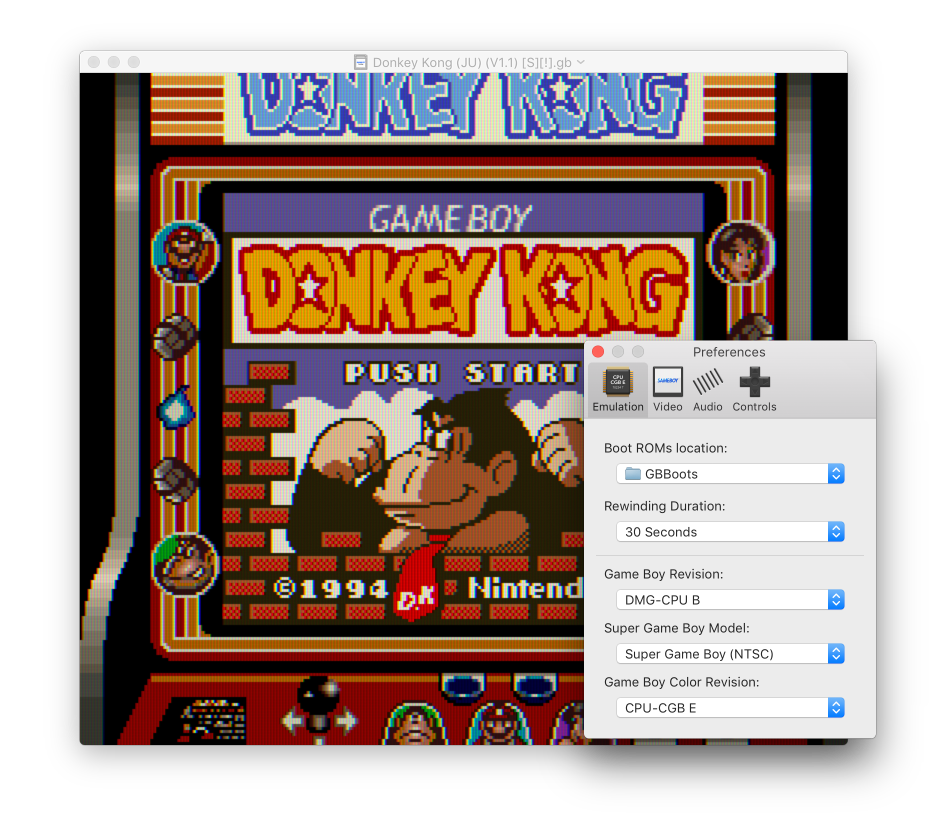 Donkey Kong (JU) (V1.1) [S][!].gb
DONKEY KONG
GAME BOY
DONKEY KONG
PUSH START
©1994
D.K
Nintend
Preferences
CPU
CGB E
GAMEBOY
Emulation
Video
Audio
Controls
Boot ROMs location:
GBBoots
Rewinding Duration:
30 Seconds
Game Boy Revision:
DMG-CPU B
Super Game Boy Model:
Super Game Boy (NTSC)
Game Boy Color Revision:
CPU-CGB E